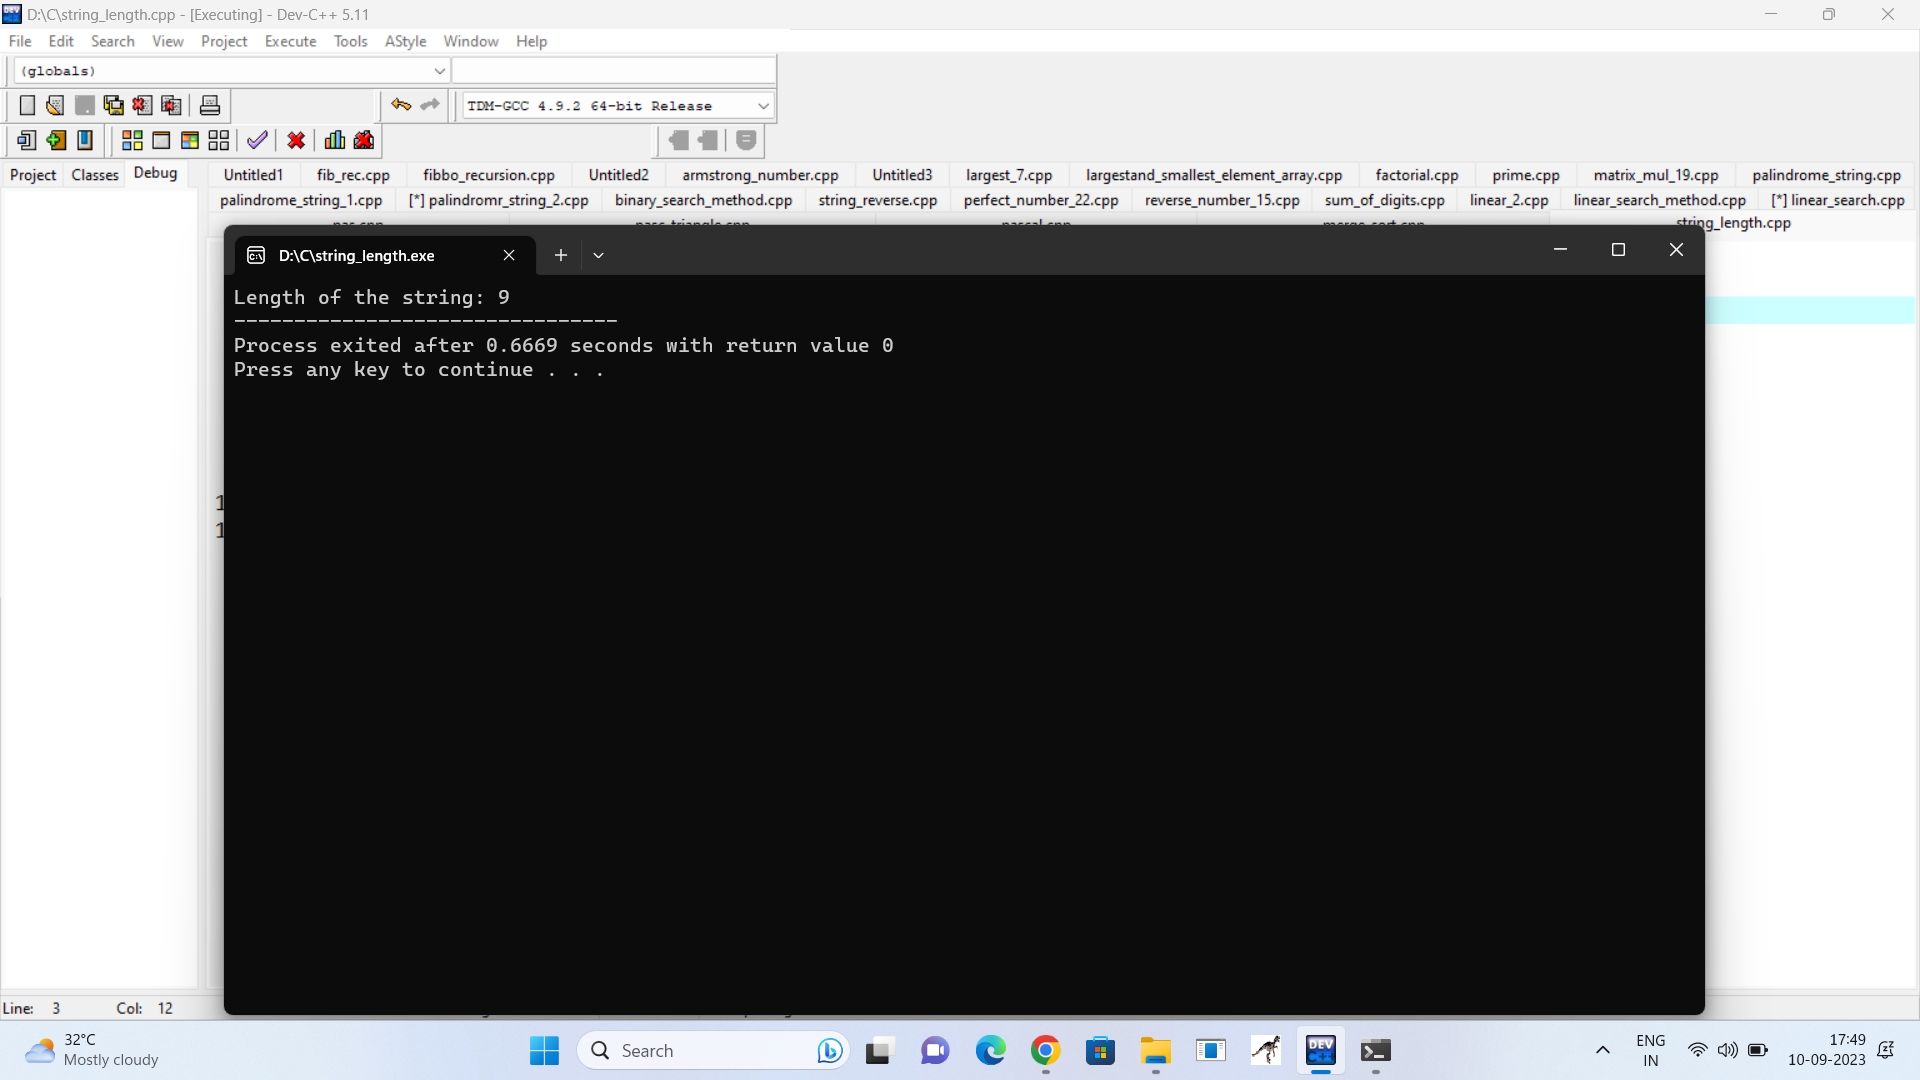 D:\C\string_length.cpp - [Executing] - Dev-C++ 5.11
File Edit Search View Project Execute Tools AStyle Window Help
(globals)
TDM-GCC 4.9.2 64-bit Release
Project Classes Debug
Untitled1 fib_rec.cpp fibbo_recursion.cpp Untitled2 armstrong_number.cpp Untitled3 largest_7.cpp largestand_smallest_element_array.cpp factorial.cpp prime.cpp matrix_mul_19.cpp palindrome_string.cpp
palindrome_string_1.cpp [*] palindromr_string_2.cpp binary_search_method.cpp string_reverse.cpp perfect_number_22.cpp reverse_number_15.cpp sum_of_digits.cpp linear_2.cpp linear_search_method.cpp [*] linear_search.cpp
string_length.cpp
D:\C\string_length.exe
Length of the string: 9
--------------------------------
Process exited after 0.6669 seconds with return value 0
Press any key to continue . . .
1
1
Line: 3 Col: 12
32°C
Mostly cloudy
Search
DEV
ENG
IN
17:49
10-09-2023